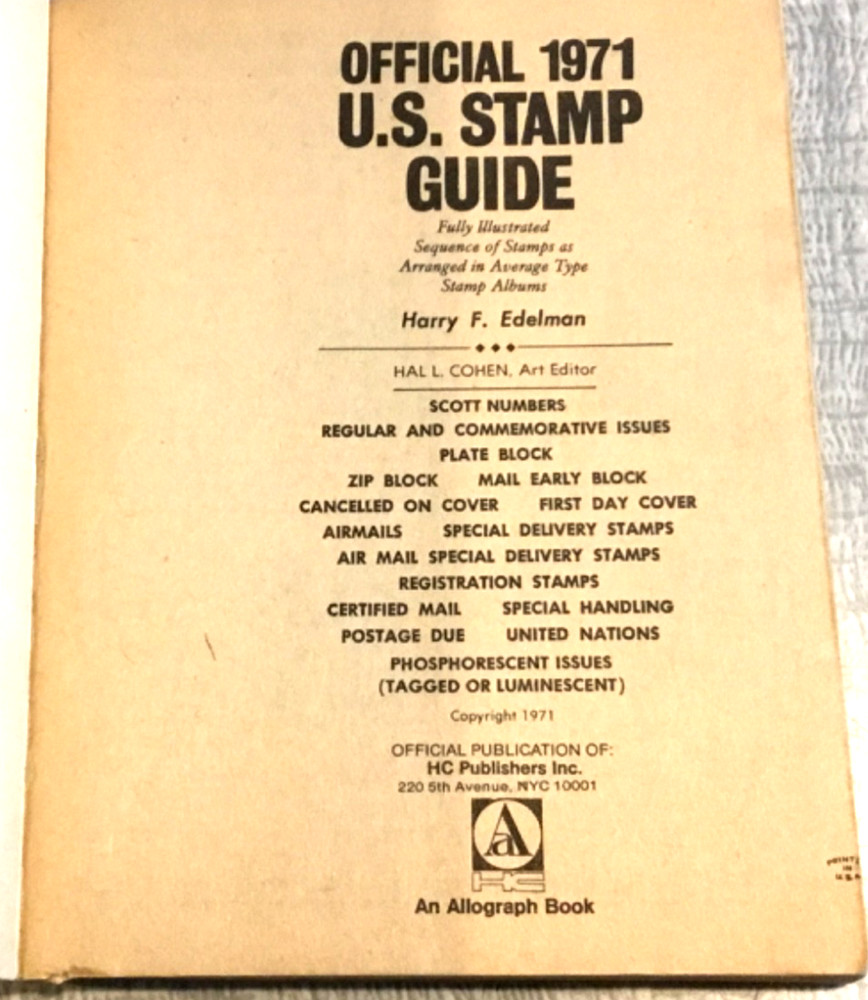 OFFICIAL 1971
U.S. STAMP
GUIDE
Fully Illustrated
Sequence of Stamps as
Arranged in Average Type
Stamp Albums
Harry F. Edelman
HAL L. COHEN, Art Editor
SCOTT NUMBERS
REGULAR AND COMMEMORATIVE ISSUES
PLATE BLOCK
ZIP BLOCK MAIL EARLY BLOCK
CANCELLED ON COVER FIRST DAY COVER
AIRMAILS SPECIAL DELIVERY STAMPS
AIR MAIL SPECIAL DELIVERY STAMPS
REGISTRATION STAMPS
CERTIFIED MAIL SPECIAL HANDLING
POSTAGE DUE UNITED NATIONS
PHOSPHORESCENT ISSUES
(TAGGED OR LUMINESCENT)
Copyright 1971
OFFICIAL PUBLICATION OF:
HC Publishers Inc.
220 5th Avenue, NYC 10001
A a
HC
An Allograph Book
IN